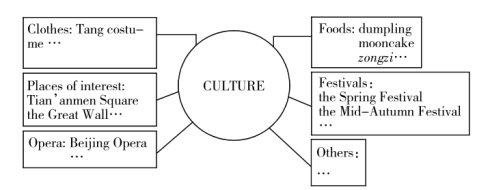 Clothes: Tang costu-
me …
Places of interest:
Tian'anmen Square
the Great Wall…
Opera: Beijing Opera
…
CULTURE
Foods: dumpling
mooncake
zongzi…
Festivals:
the Spring Festival
the Mid-Autumn Festival
…
Others:
…